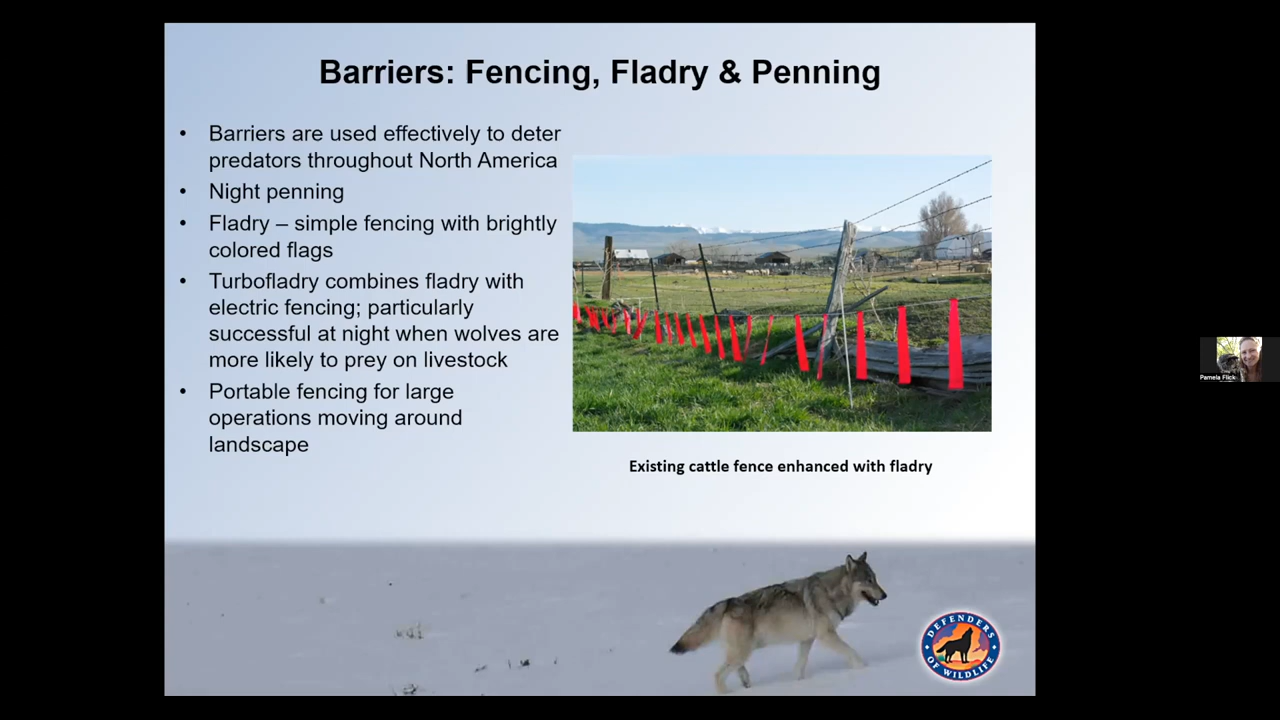 Barriers: Fencing, Fladry & Penning
• Barriers are used effectively to deter
predators throughout North America
• Night penning
• Fladry – simple fencing with brightly
colored flags
• Turbofladry combines fladry with
electric fencing; particularly
successful at night when wolves are
more likely to prey on livestock
• Portable fencing for large
operations moving around
landscape
Existing cattle fence enhanced with fladry
DEFENDERS
OF WILDLIFE
Pamela Flick